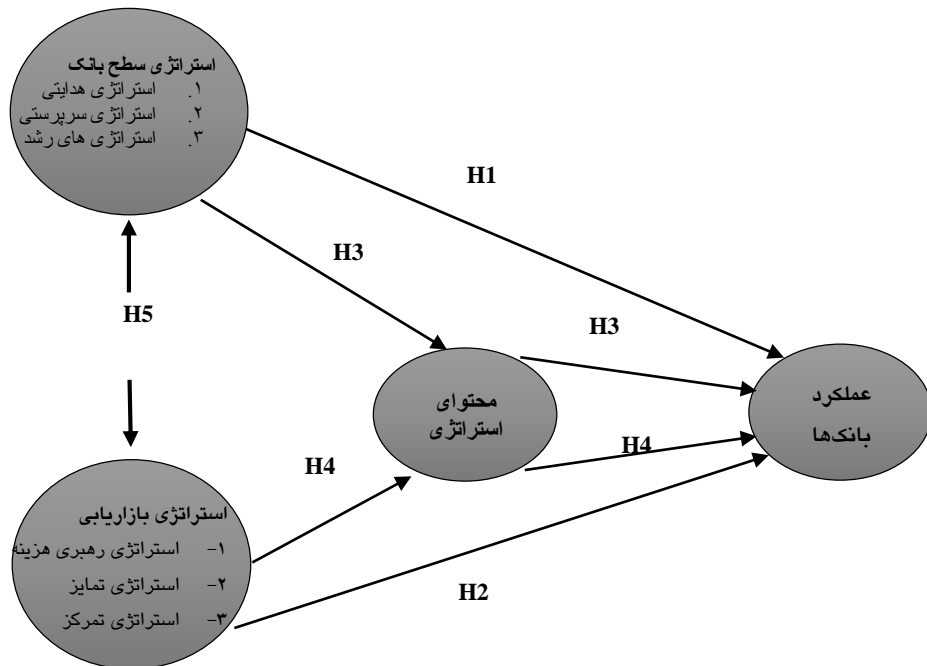 استراتژی سطح بانک
۱. استراتژی هدایتی
۲. استراتژی سرپرستی
۳. استراتژی های رشد
H1
H3
H5
H3
محتوای
استراتژی
عملکرد
بانک‌ها
H4
H4
استراتژی بازاریابی
۱- استراتژی رهبری هزینه
۲- استراتژی تمایز
۳- استراتژی تمرکز
H2